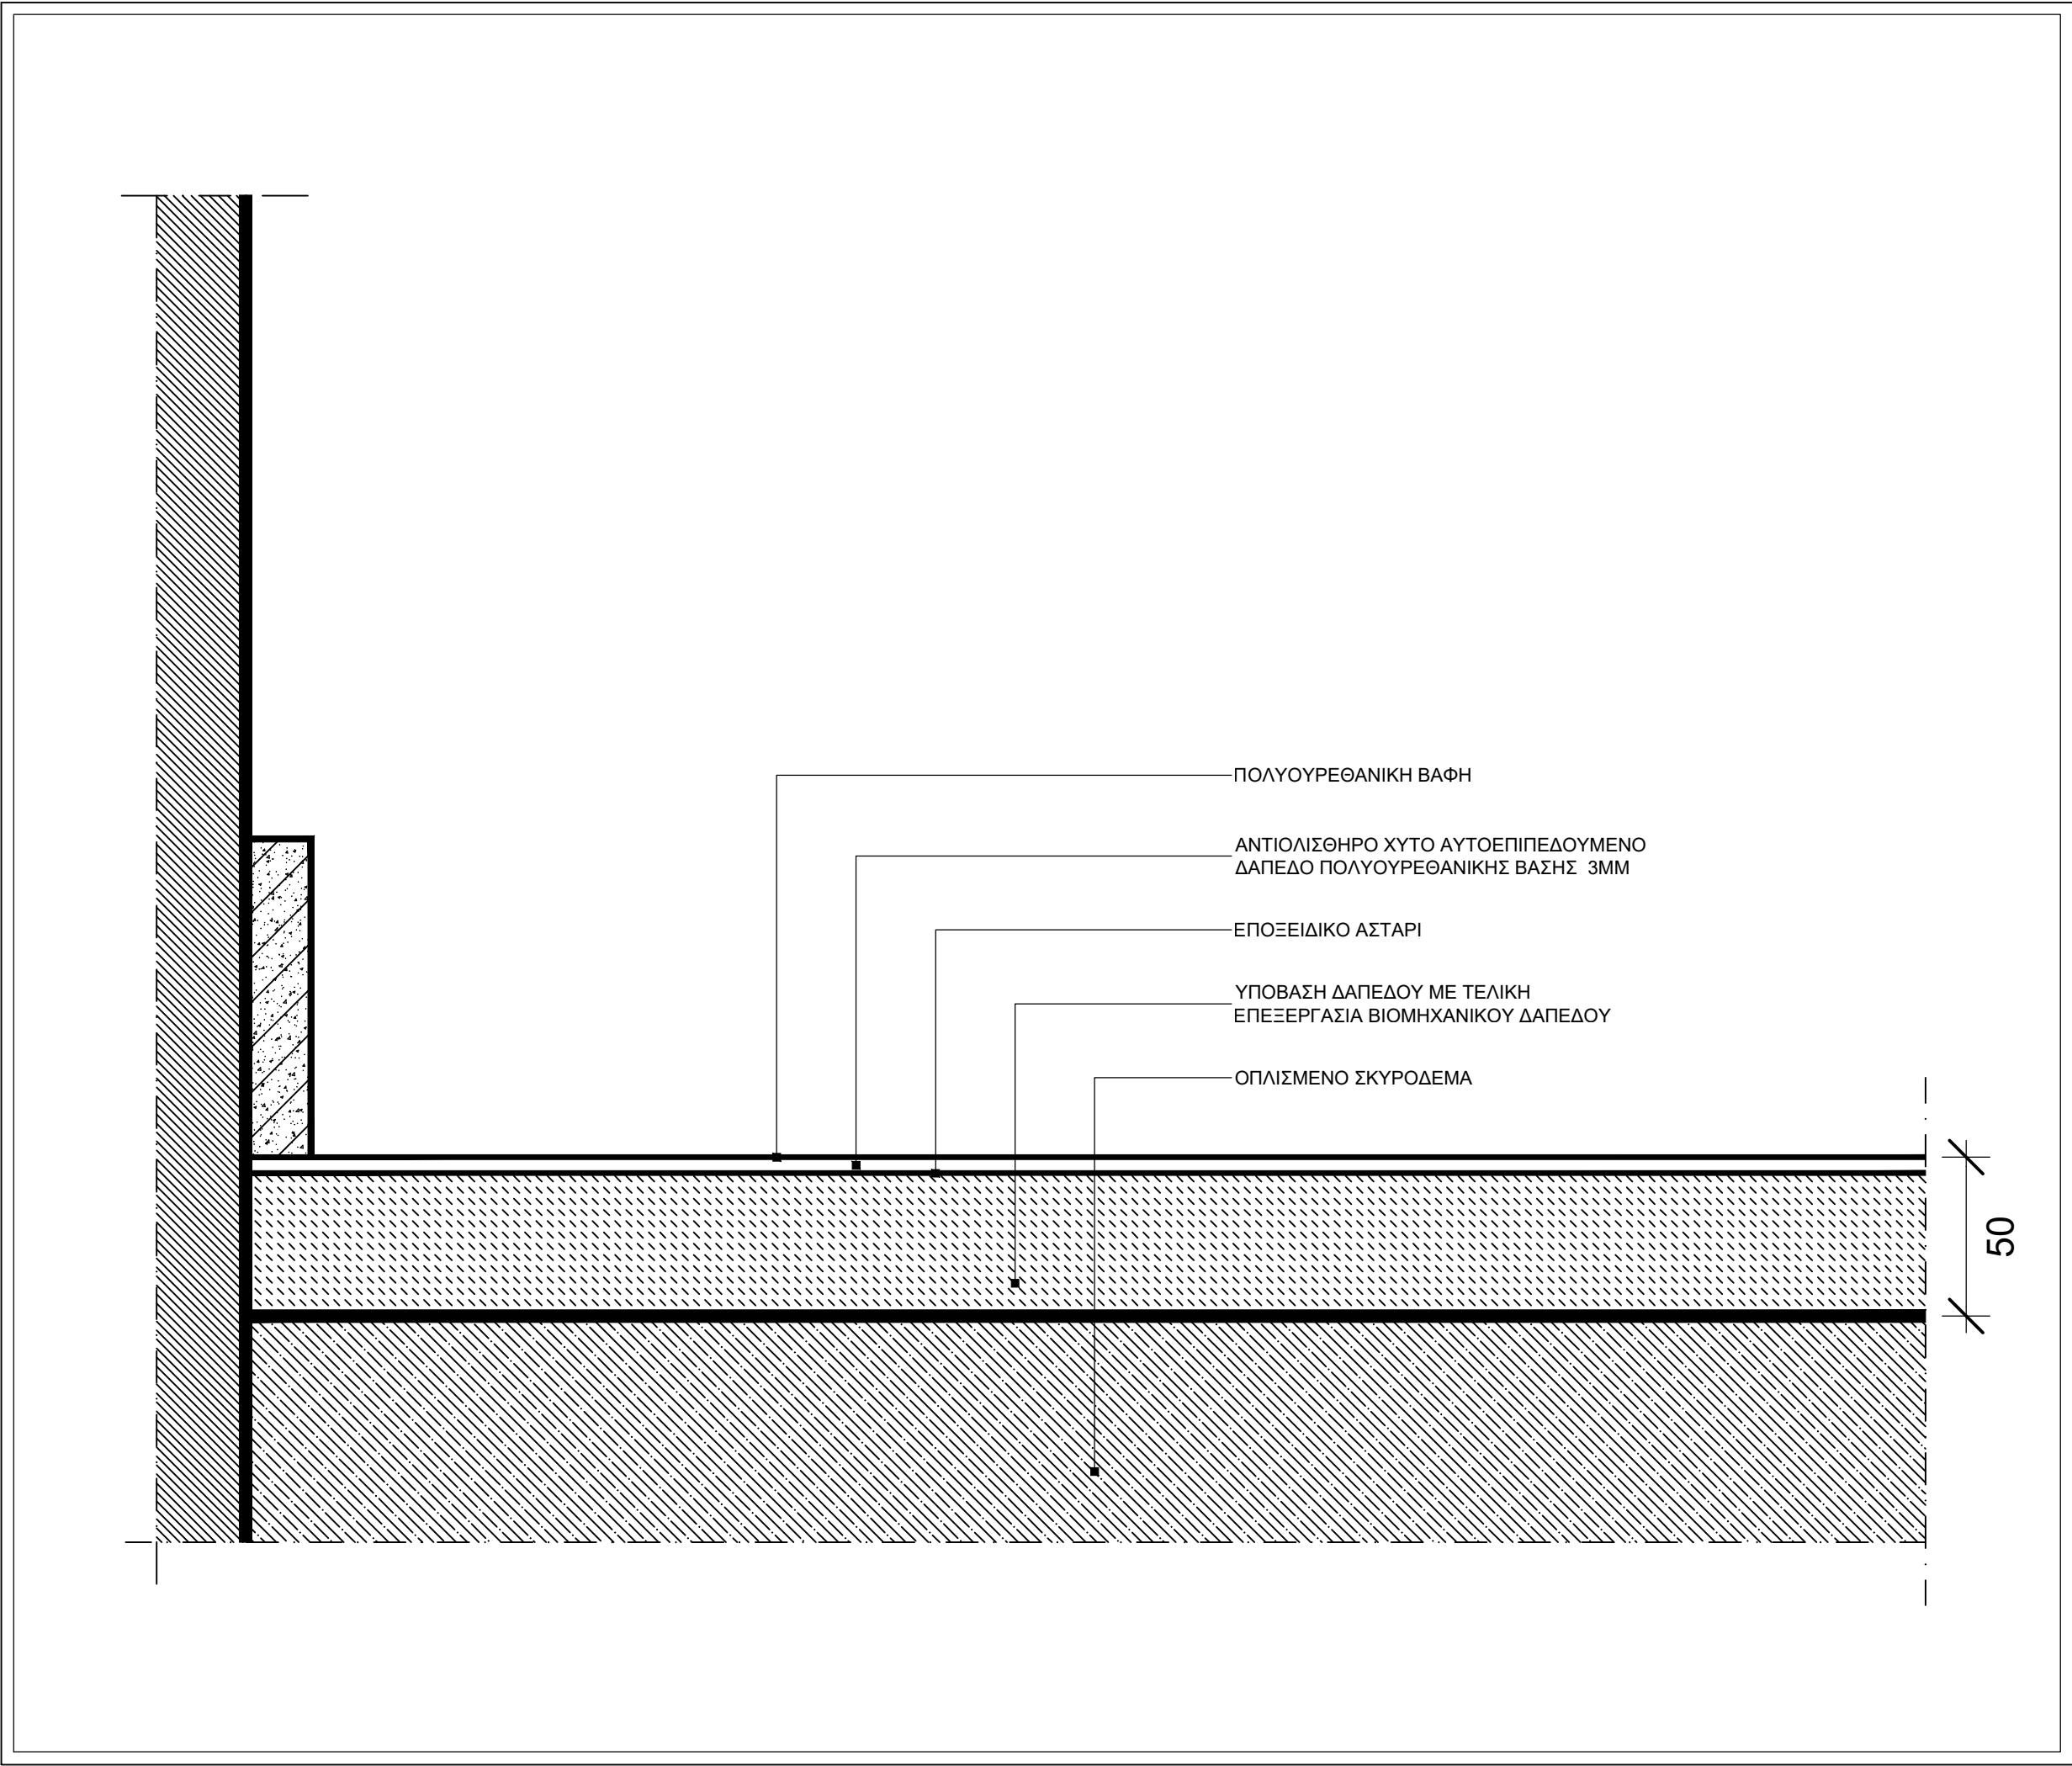 ΠΟΛΥΟΥΡΕΘΑΝΙΚΗ ΒΑΦΗ
ΑΝΤΙΟΛΙΣΘΗΡΟ ΧΥΤΟ ΑΥΤΟΕΠΙΠΕΔΟΥΜΕΝΟ
ΔΑΠΕΔΟ ΠΟΛΥΟΥΡΕΘΑΝΙΚΗΣ ΒΑΣΗΣ 3ΜΜ
ΕΠΟΞΕΙΔΙΚΟ ΑΣΤΑΡΙ
ΥΠΟΒΑΣΗ ΔΑΠΕΔΟΥ ΜΕ ΤΕΛΙΚΗ
ΕΠΕΞΕΡΓΑΣΙΑ ΒΙΟΜΗΧΑΝΙΚΟΥ ΔΑΠΕΔΟΥ
ΟΠΛΙΣΜΕΝΟ ΣΚΥΡΟΔΕΜΑ
50